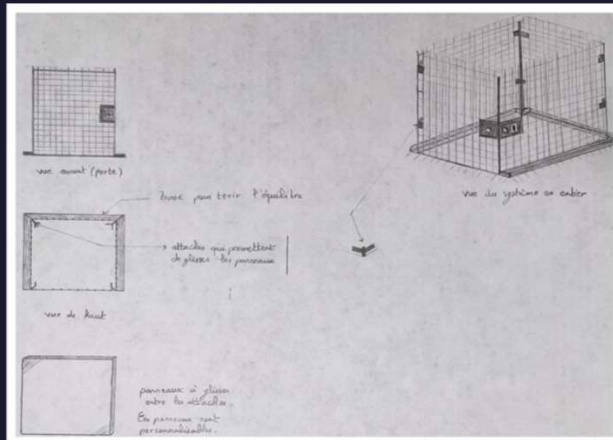 vue avant (porte)
vue du système en entier
base pour tenir l'équilibre
attaches qui permettent
de glisser les panneaux
vue de haut
panneaux à glisser
entre les attaches.
Ces panneaux sont
personnalisables.